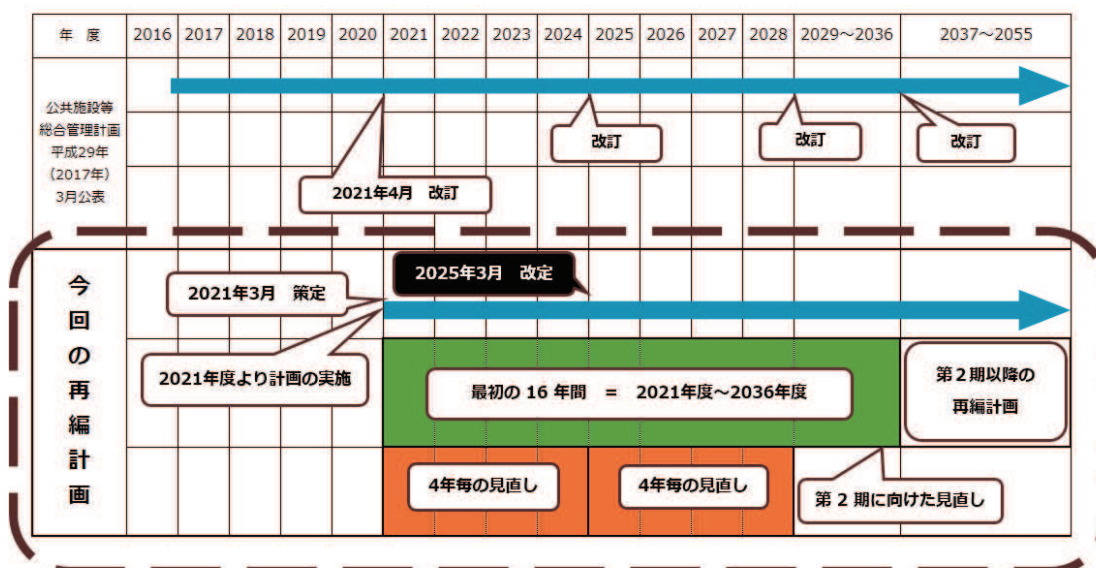 年 度
2016
2017
2018
2019
2020
2021
2022
2023
2024
2025
2026
2027
2028
2029～2036
2037～2055
公共施設等
総合管理計画
平成29年
（2017年）
3月公表
改訂
改訂
改訂
2021年4月 改訂
今回の再編計画
2025年3月 改定
2021年3月 策定
2021年度より計画の実施
最初の 16 年間 ＝ 2021年度～2036年度
第２期以降の
再編計画
4年毎の見直し
4年毎の見直し
第 2 期に向けた見直し